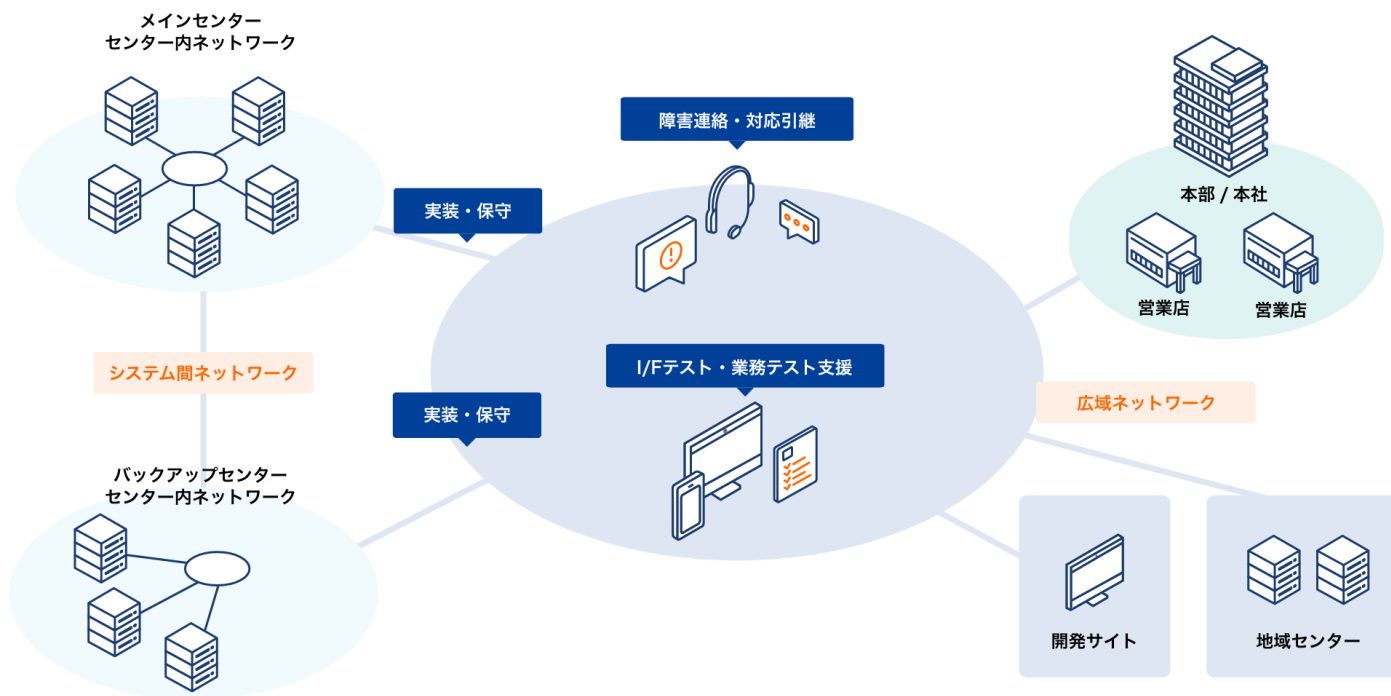 メインセンター
センター内ネットワーク
障害連絡・対応引継
本部 / 本社
実装・保守
営業店
営業店
システム間ネットワーク
I/Fテスト・業務テスト支援
実装・保守
広域ネットワーク
バックアップセンター
センター内ネットワーク
開発サイト
地域センター